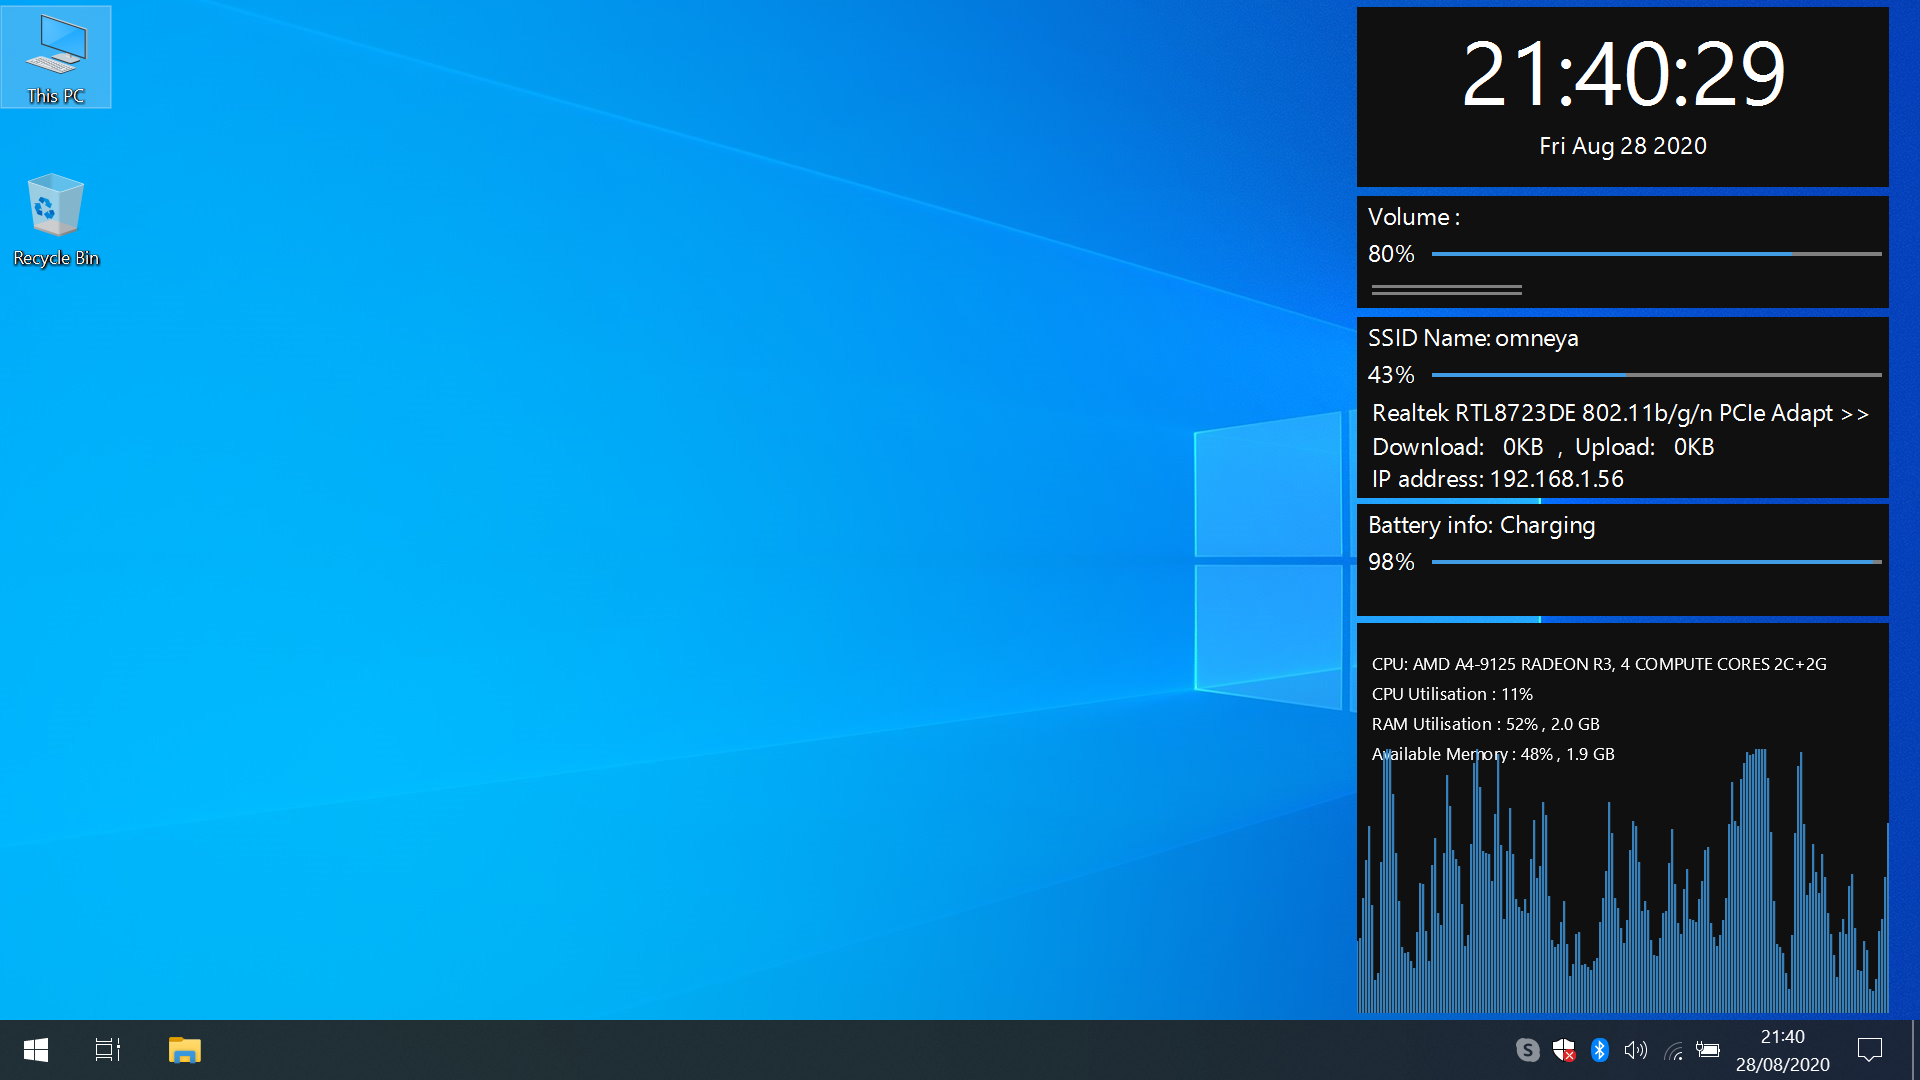 This PC
Recycle Bin
21:40:29
Fri Aug 28 2020
Volume :
80%
SSID Name: omneya
43%
Realtek RTL8723DE 802.11b/g/n PCIe Adapt >>
Download: 0KB , Upload: 0KB
IP address: 192.168.1.56
Battery info: Charging
98%
CPU: AMD A4-9125 RADEON R3, 4 COMPUTE CORES 2C+2G
CPU Utilisation : 11%
RAM Utilisation : 52% , 2.0 GB
Available Memory : 48% , 1.9 GB
21:40
28/08/2020